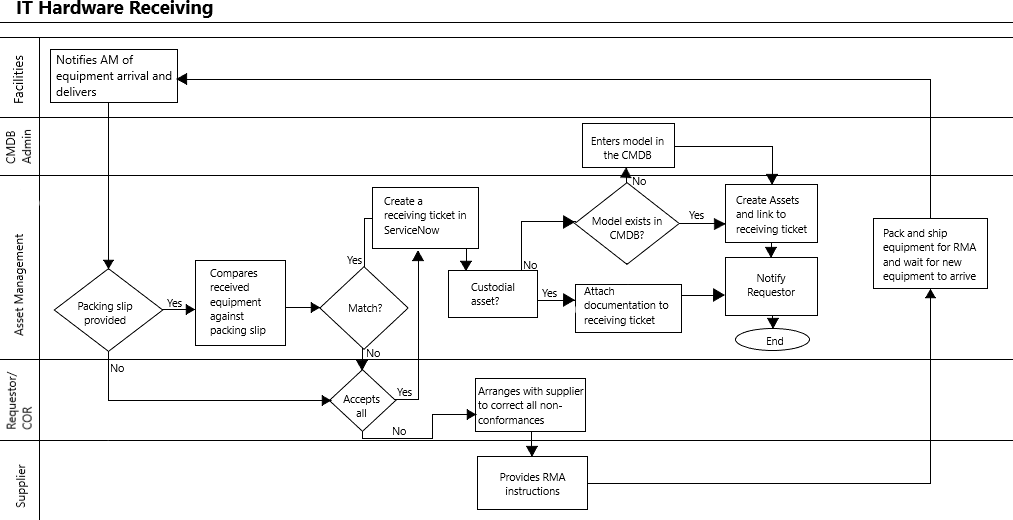 IT Hardware Receiving
Facilities
Notifies AM of
equipment arrival and
delivers
CMDB
Admin
Enters model in
the CMDB
Asset Management
Packing slip
provided
Yes
No
Compares
received
equipment
against
packing slip
Match?
Yes
No
Create a
receiving ticket in
ServiceNow
Custodial
asset?
No
Yes
Model exists in
CMDB?
No
Yes
Attach
documentation to
receiving ticket
Create Assets
and link to
receiving ticket
Notify
Requestor
End
Pack and ship
equipment for RMA
and wait for new
equipment to arrive
Requestor/
COR
Accepts
all
Yes
No
Arranges with supplier
to correct all non-
conformances
Supplier
Provides RMA
instructions